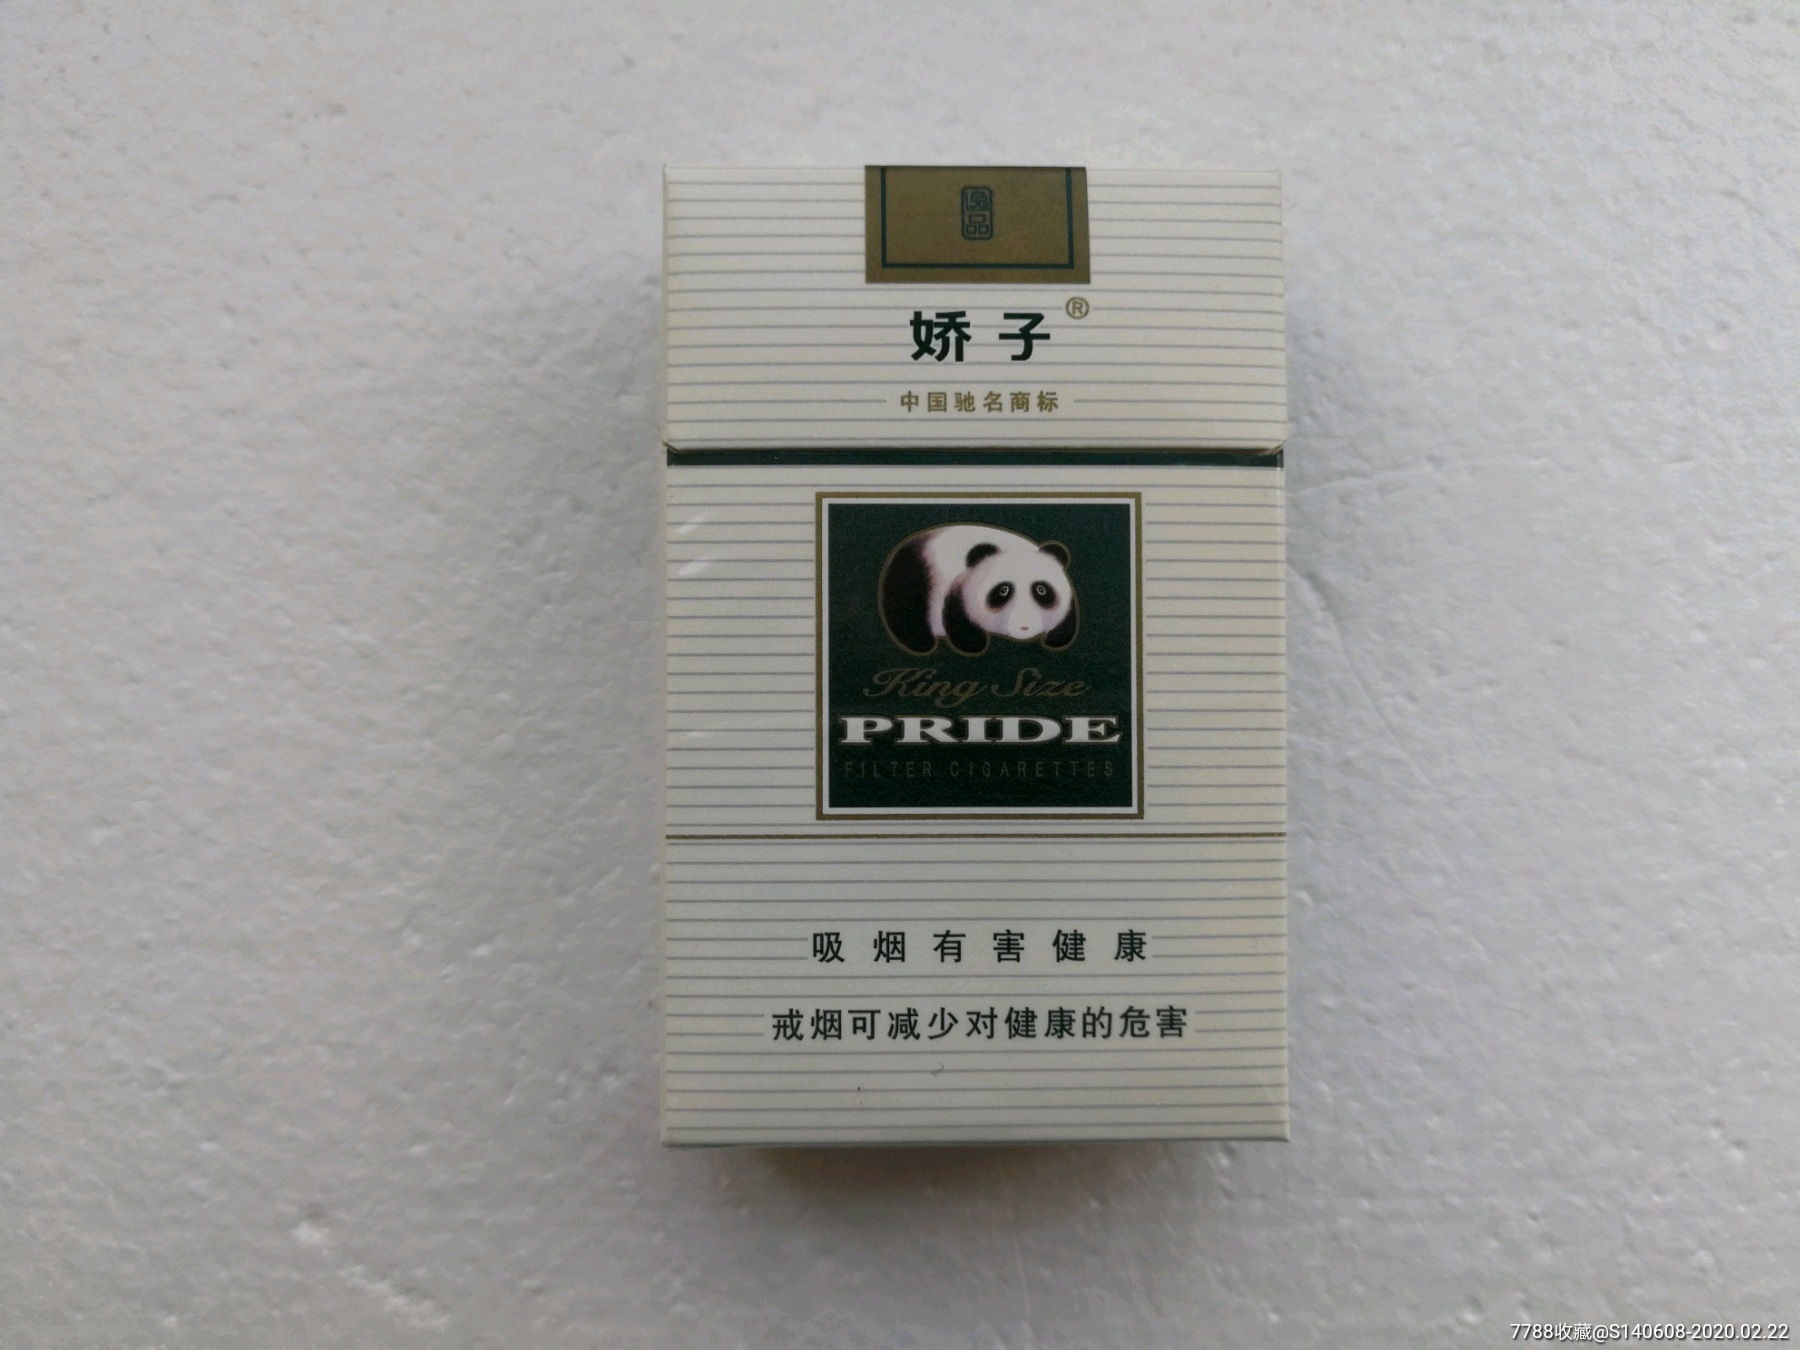 逸品
娇子®
中国驰名商标
King Size
PRIDE
FILTER CIGARETTES
吸烟有害健康
戒烟可减少对健康的危害
7788收藏@S140608-2020.02.22